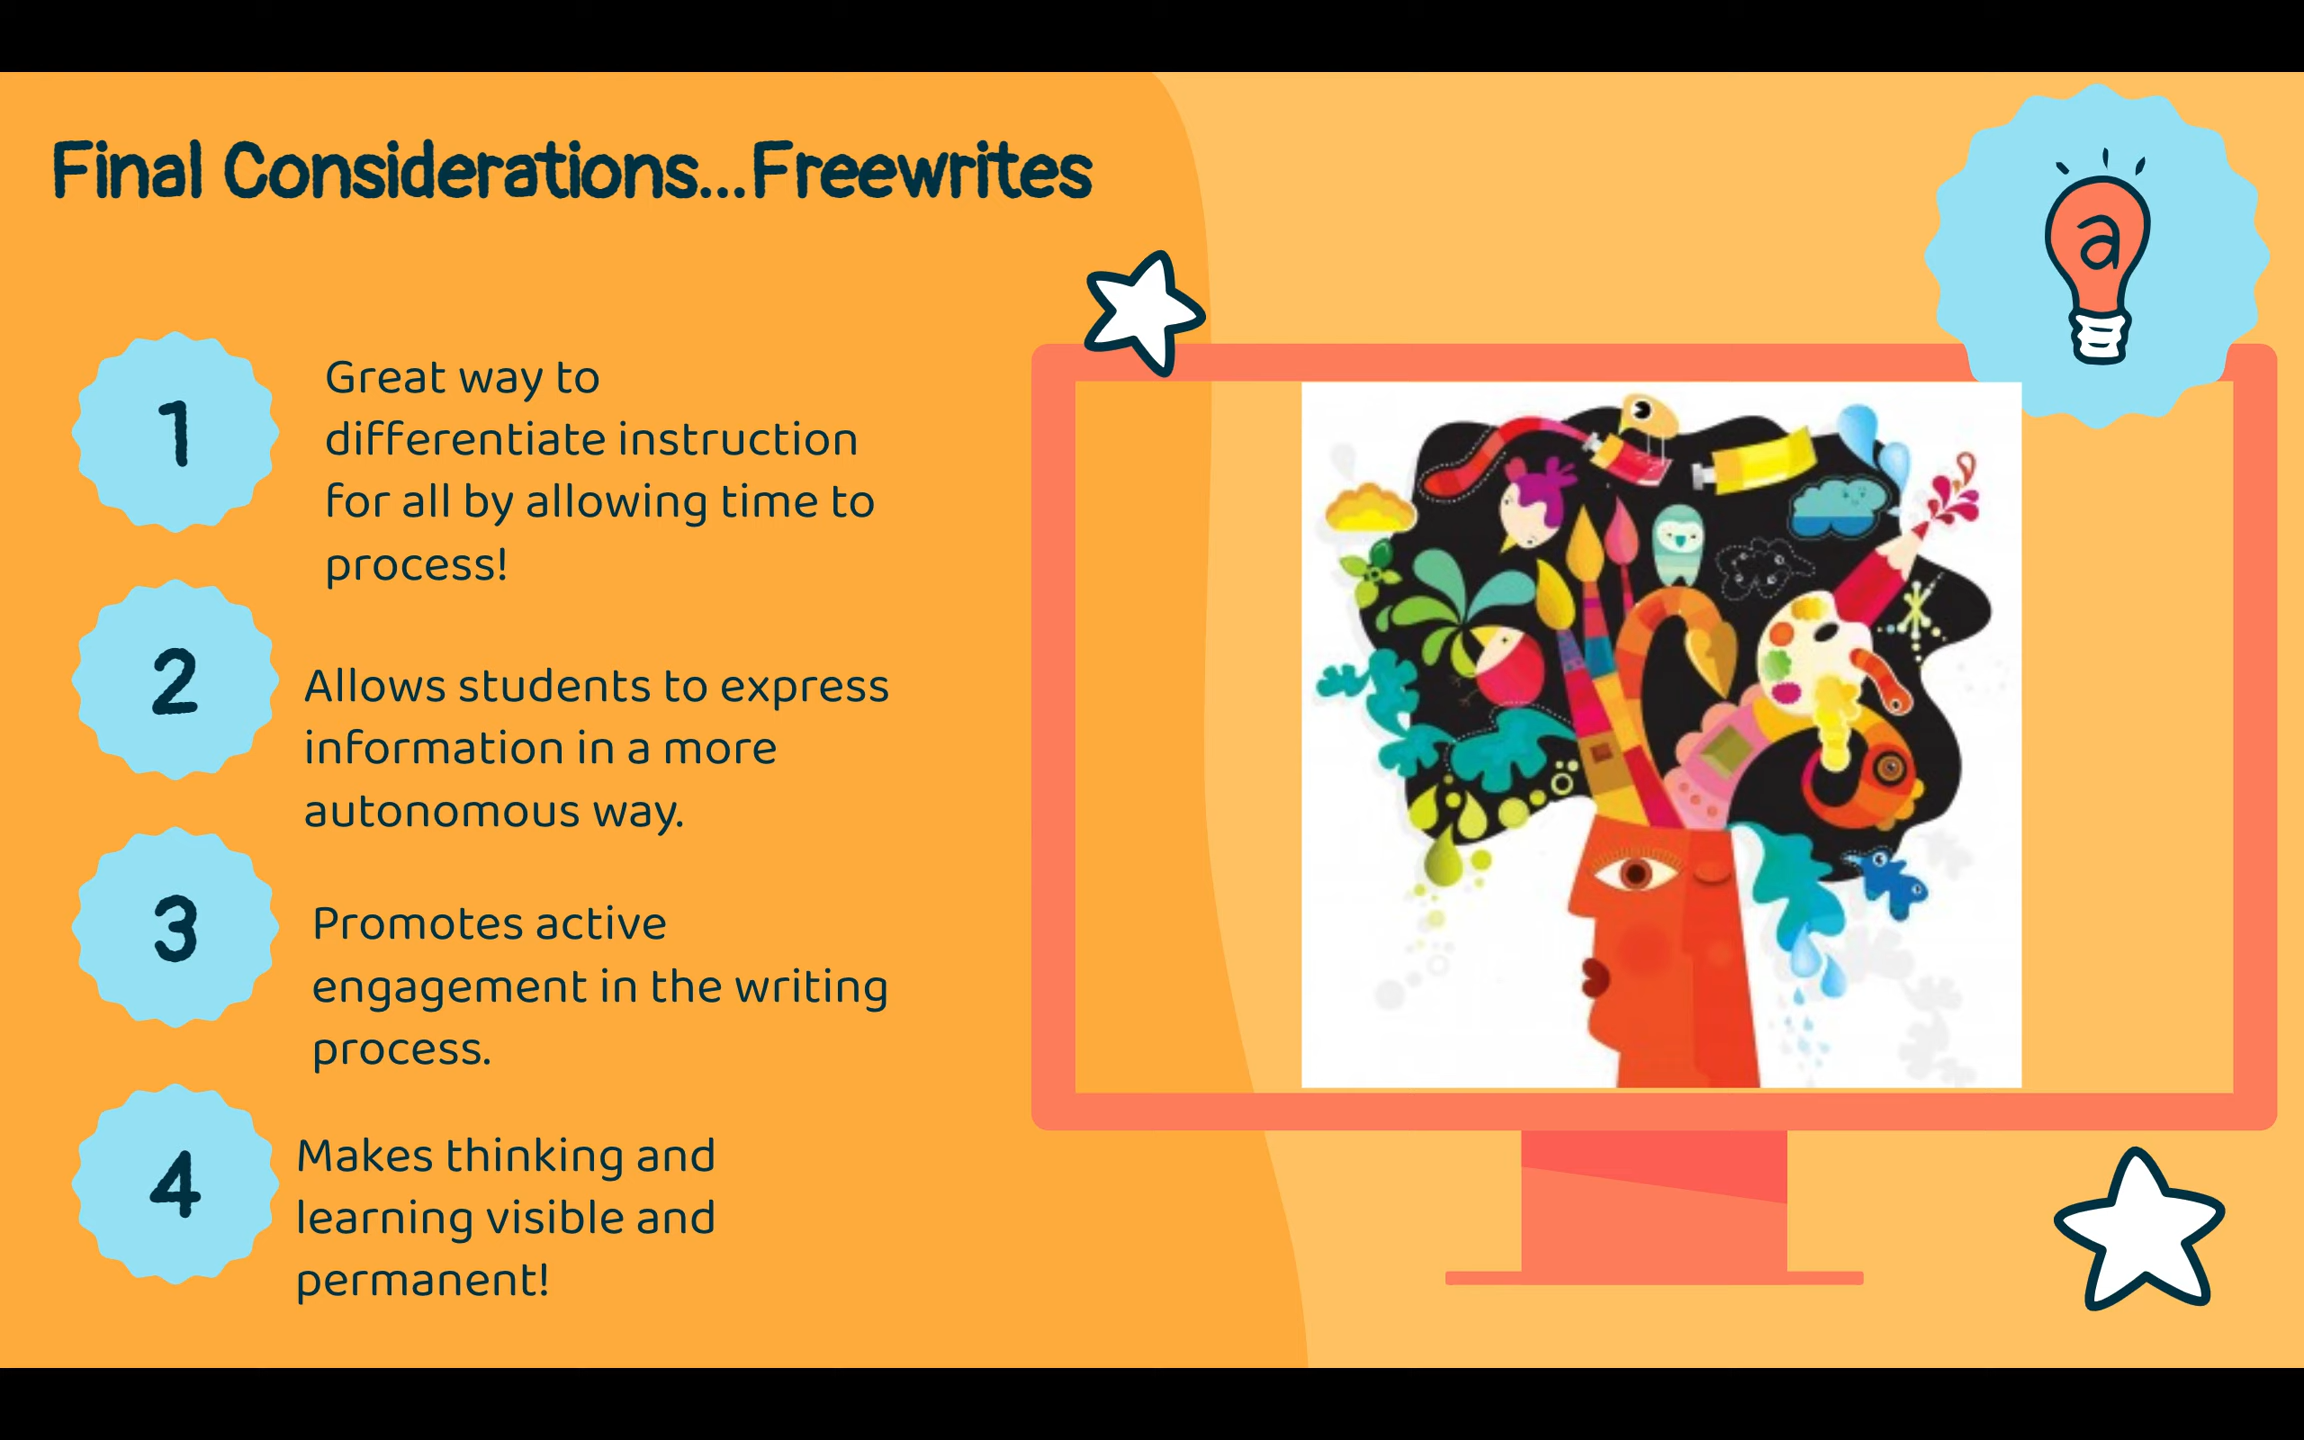 Final Considerations...Freewrites
a
1
Great way to
differentiate instruction
for all by allowing time to
process!
2
Allows students to express
information in a more
autonomous way.
3
Promotes active
engagement in the writing
process.
4
Makes thinking and
learning visible and
permanent!